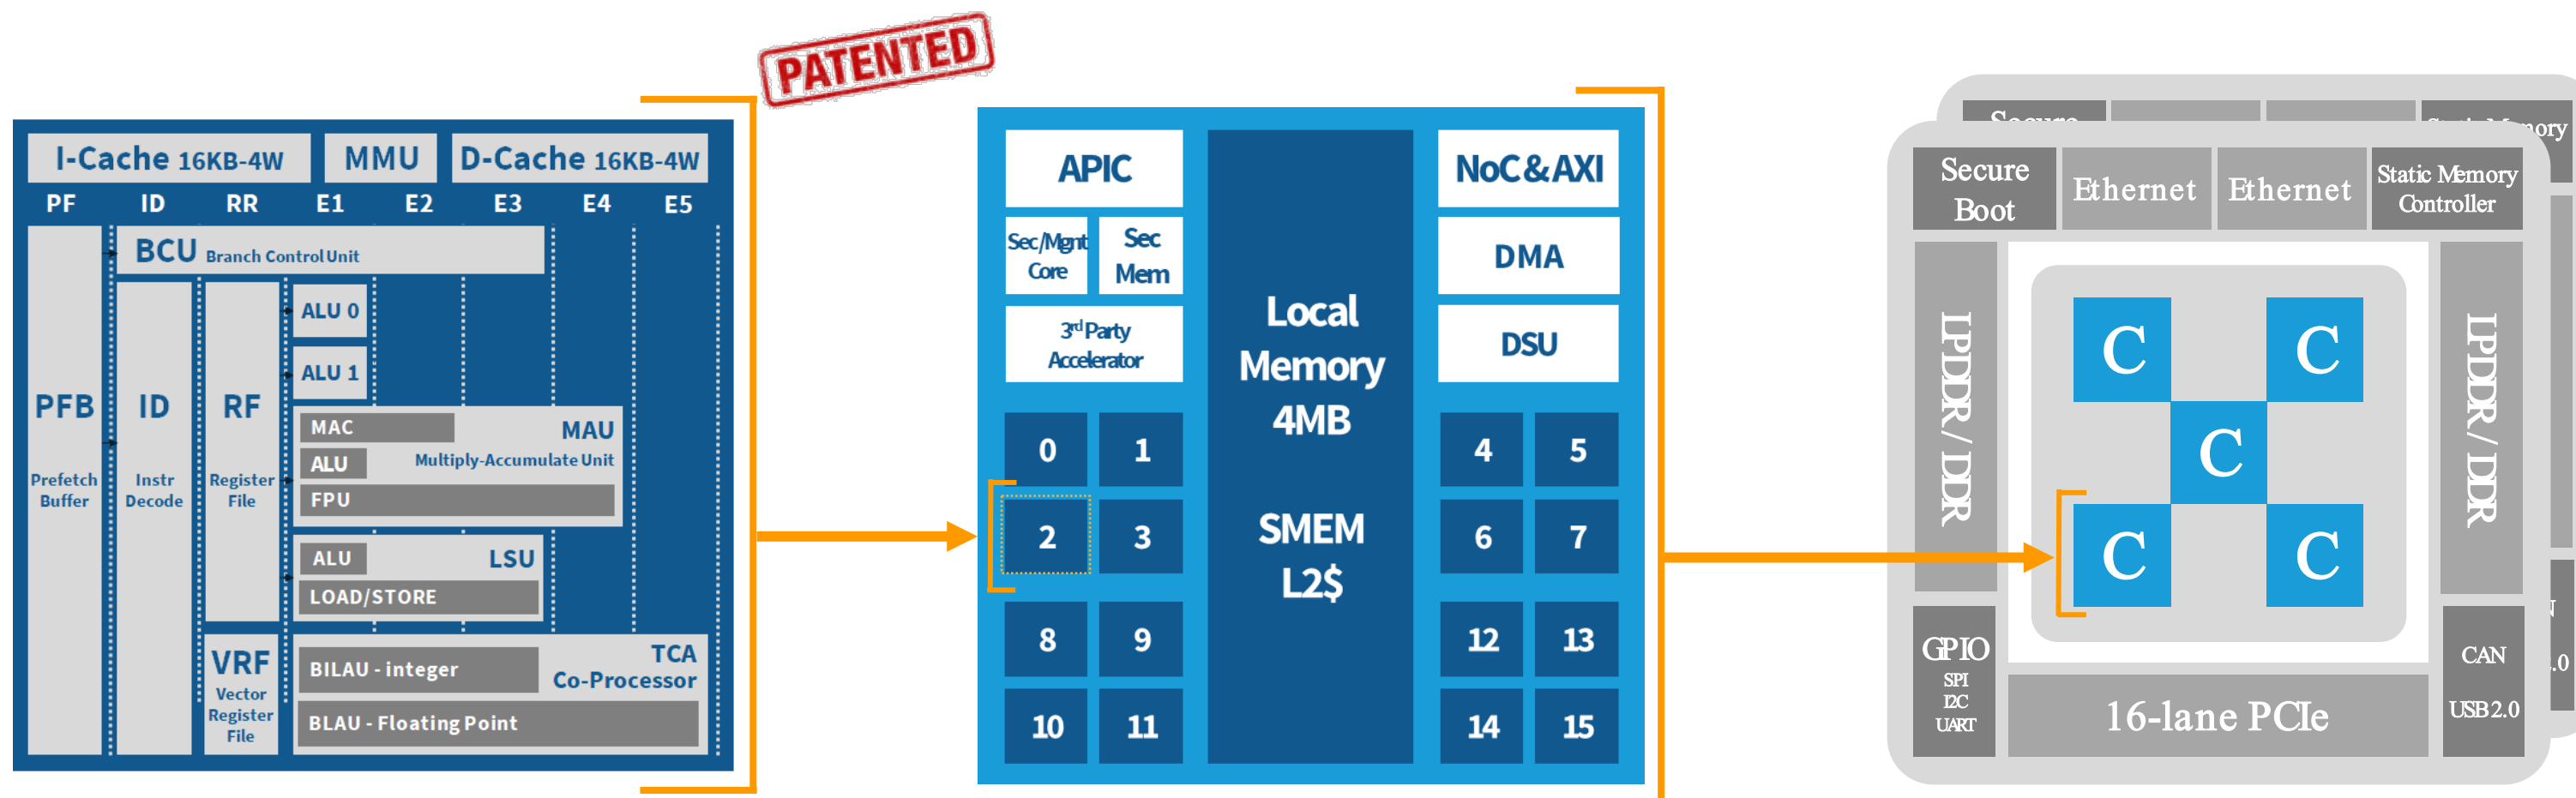 PATENTED
I-Cache 16KB-4W
MMU
D-Cache 16KB-4W
PF
ID
RR
E1
E2
E3
E4
E5
BCU Branch Control Unit
ALU 0
ALU 1
PFB
Prefetch
Buffer
ID
Instr
Decode
RF
Register
File
MAC
ALU
FPU
MAU
Multiply-Accumulate Unit
ALU
LSU
LOAD/STORE
VRF
Vector
Register
File
BILAU - integer
TCA
Co-Processor
BLAU - Floating Point
APIC
Sec/Mgnt
Core
Sec
Mem
3rd Party
Accelerator
Local
Memory
4MB
SMEM
L2$
NoC & AXI
DMA
DSU
0
1
2
3
4
5
6
7
8
9
10
11
12
13
14
15
Secure
Secure
Boot
Ethernet
Ethernet
Static Memory
Controller
LPDDR / DDR
LPDDR / DDR
C
C
C
C
C
GPIO
SPI
I2C
UART
16-lane PCIe
CAN
USB 2.0